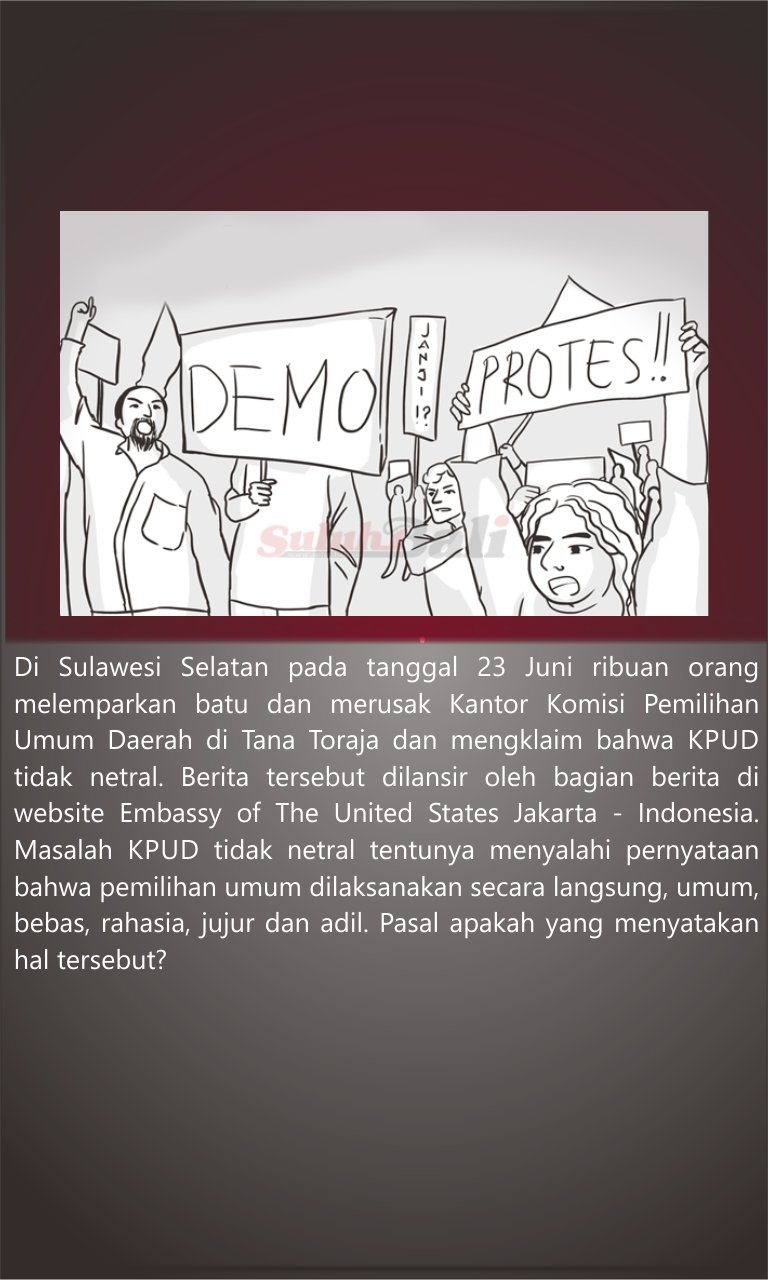 DEMO
JANJI!?
PROTES!!
SuluhBali
Di Sulawesi Selatan pada tanggal 23 Juni ribuan orang
melemparkan batu dan merusak Kantor Komisi Pemilihan
Umum Daerah di Tana Toraja dan mengklaim bahwa KPUD
tidak netral. Berita tersebut dilansir oleh bagian berita di
website Embassy of The United States Jakarta - Indonesia.
Masalah KPUD tidak netral tentunya menyalahi pernyataan
bahwa pemilihan umum dilaksanakan secara langsung, umum,
bebas, rahasia, jujur dan adil. Pasal apakah yang menyatakan
hal tersebut?